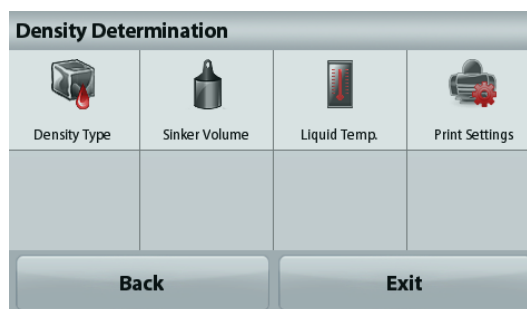 Density Determination
Density Type
Sinker Volume
Liquid Temp.
Print Settings
Back
Exit